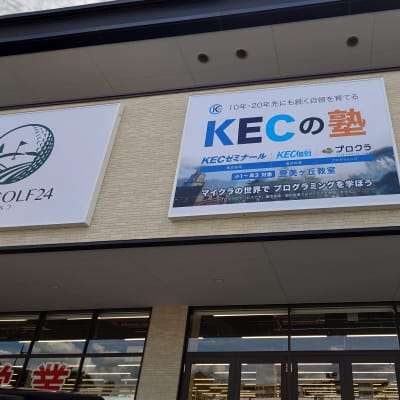 OLF24
10年・20年先にも続く自信を育てる
KECの塾
KECゼミナール KEC個別 プロクラ
小1~高3 対象 登美ヶ丘教室
マイクラの世界で プログラミングを学ぼう
業